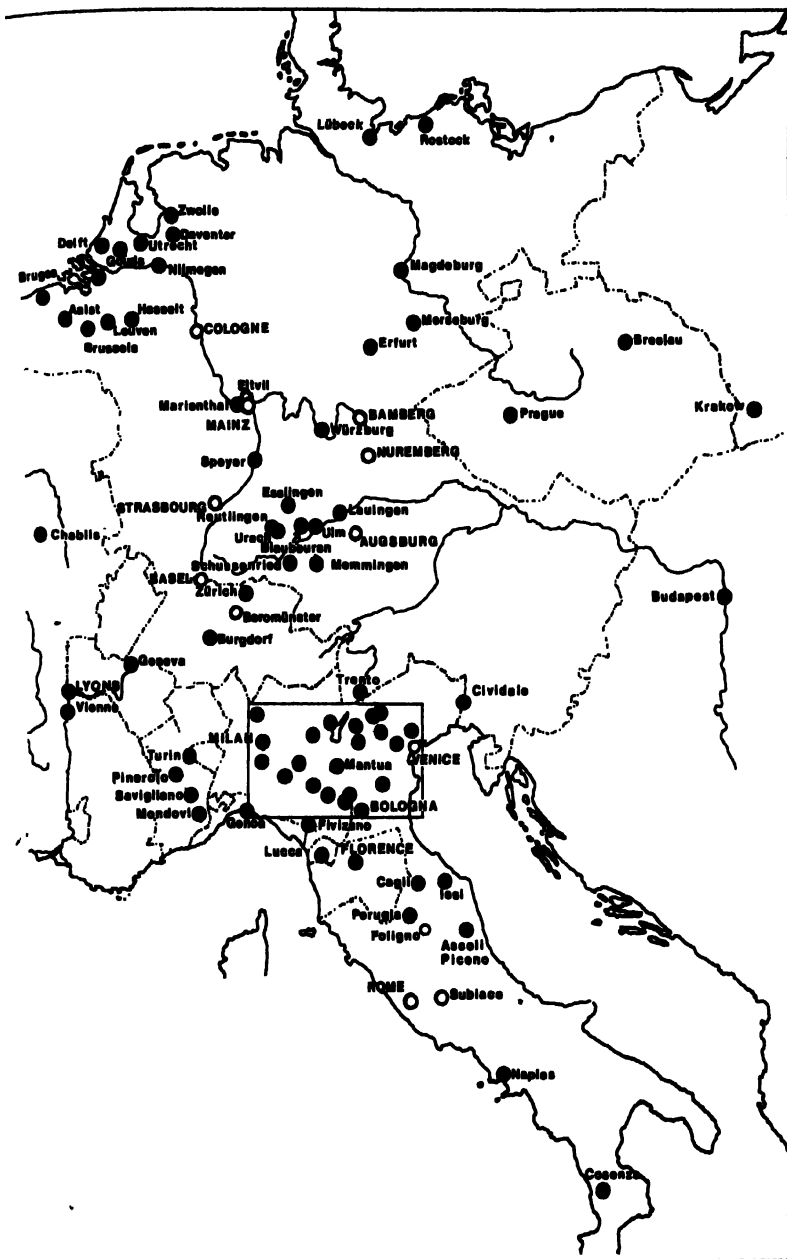 Lübeck
Rostock
Zwolle
Deventer
Delft
Utrecht
Gouda
Nijmegen
Bruges
Magdeburg
Aalst
Hasselt
Louven
Brussels
COLOGNE
Merseburg
Erfurt
Breslau
Eltvil
Marienthal
MAINZ
BAMBERG
Würzburg
Prague
Krakow
NUREMBERG
Speyer
Esslingen
STRASBOURG
Reutlingen
Lauingen
Urach
Ulm
AUGSBURG
Chablis
Blaubeuren
Schussenried
Memmingen
BASEL
Zürich
Beromünster
Budapest
Burgdorf
Geneva
Trento
LYONS
Vienne
Cividale
MILAN
VENICE
Turin
Mantua
Pinerolo
Savigliano
BOLOGNA
Mondovi
Genoa
Fivizano
Lucca
FLORENCE
Cagli
Iesi
Perugia
Foligno
Ascoli
Piceno
ROME
Subiaco
Naples
Cosenza